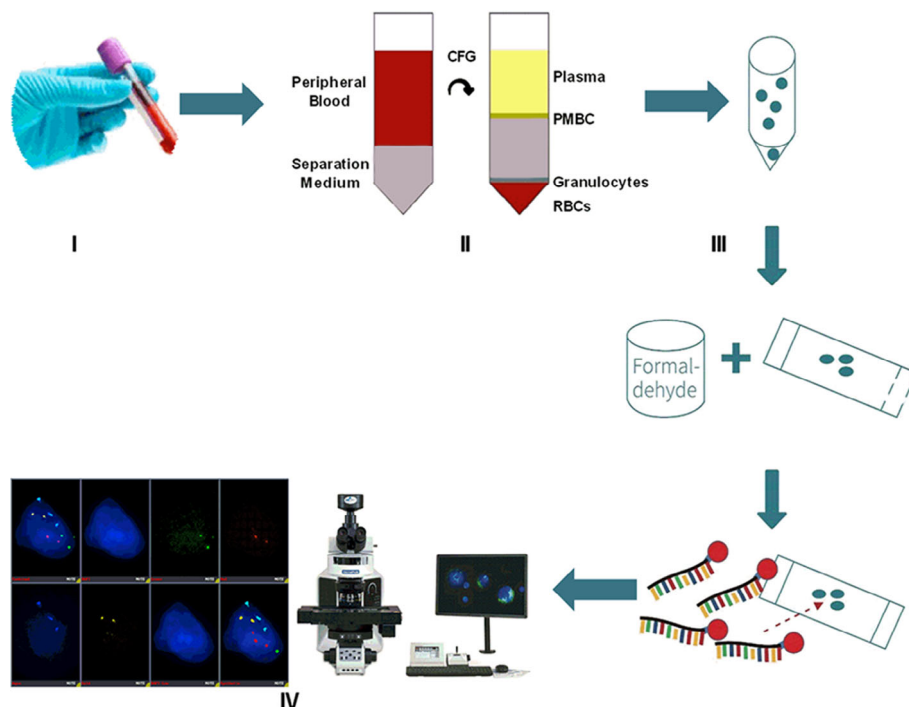 Peripheral
Blood
CFG
Plasma
PMBC
Separation
Medium
Granulocytes
RBCs
I
II
III
Formal-
dehyde
IV